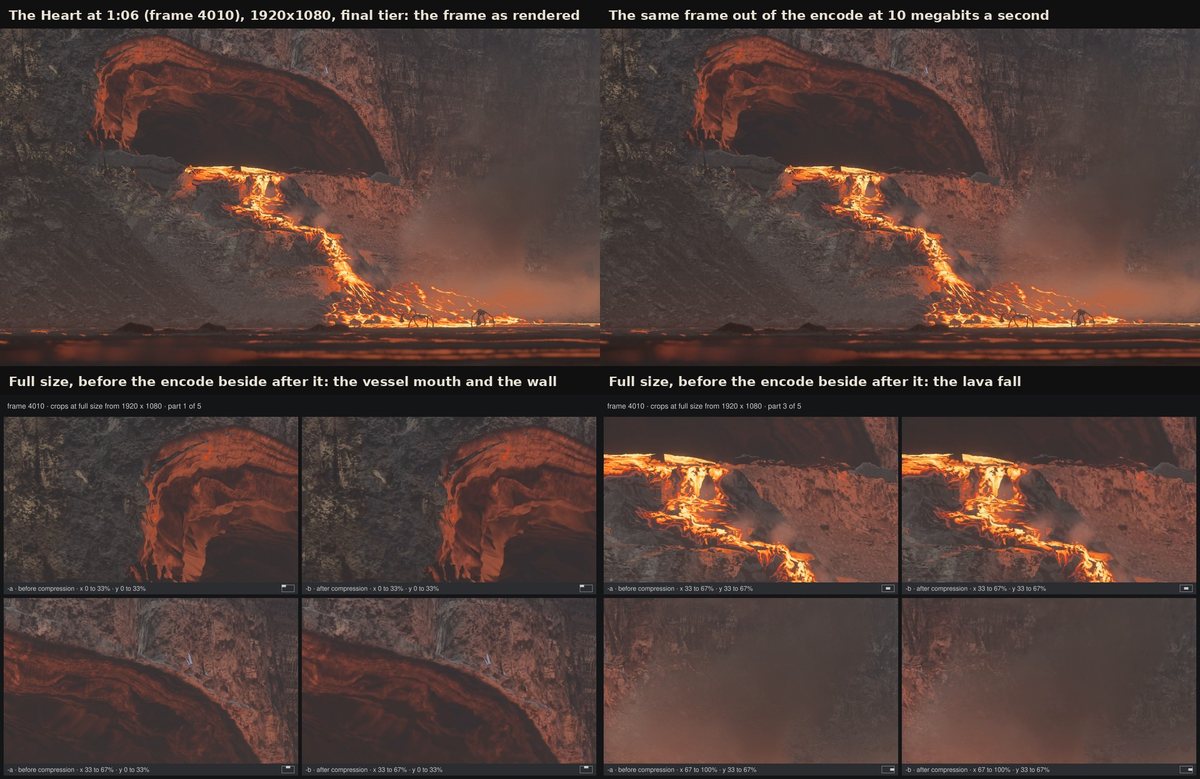 The Heart at 1:06 (frame 4010), 1920x1080, final tier: the frame as rendered
The same frame out of the encode at 10 megabits a second
Full size, before the encode beside after it: the vessel mouth and the wall
Full size, before the encode beside after it: the lava fall
frame 4010 · crops at full size from 1920 x 1080 · part 1 of 5
frame 4010 · crops at full size from 1920 x 1080 · part 3 of 5
-a · before compression · x 0 to 33% · y 0 to 33%
-b · after compression · x 0 to 33% · y 0 to 33%
-a · before compression · x 33 to 67% · y 33 to 67%
-b · after compression · x 33 to 67% · y 33 to 67%
-a · before compression · x 33 to 67% · y 0 to 33%
-b · after compression · x 33 to 67% · y 0 to 33%
-a · before compression · x 67 to 100% · y 33 to 67%
-b · after compression · x 67 to 100% · y 33 to 67%